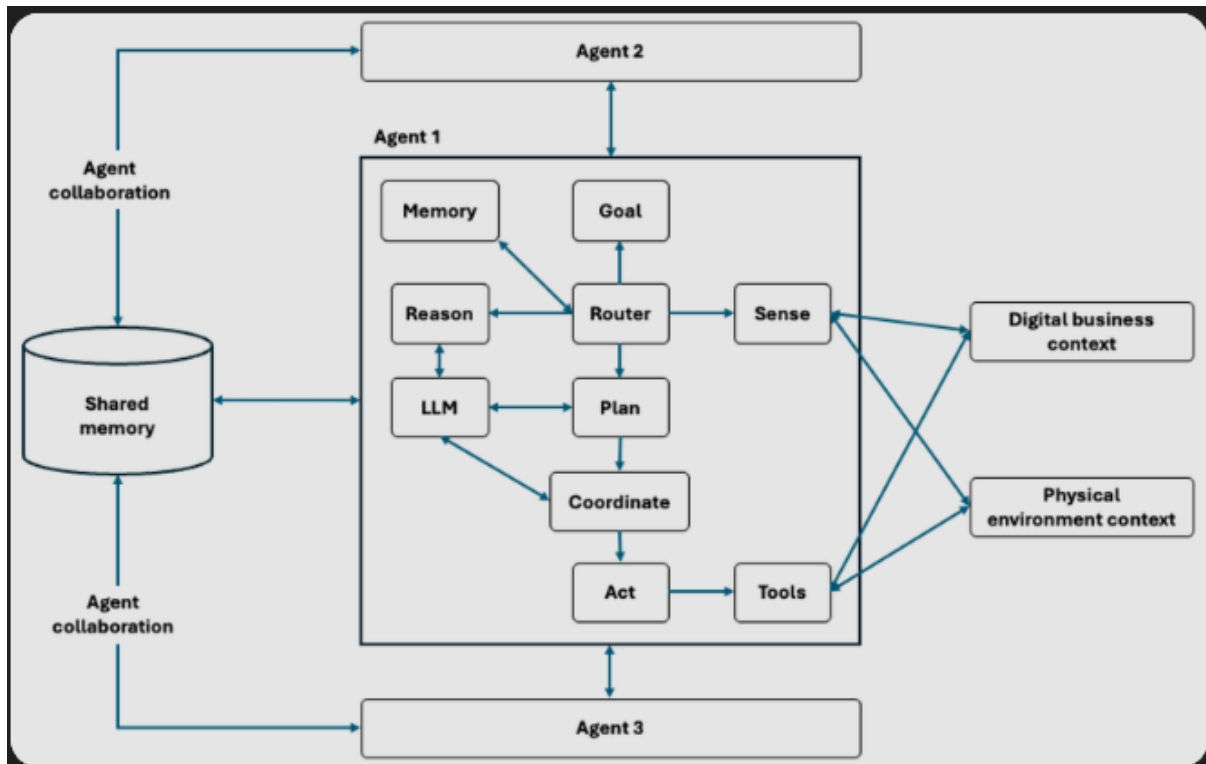 Agent 2
Agent 1
Agent
collaboration
Memory
Goal
Reason
Router
Sense
Digital business
context
LLM
Plan
Shared
memory
Coordinate
Physical
environment context
Act
Tools
Agent
collaboration
Agent 3